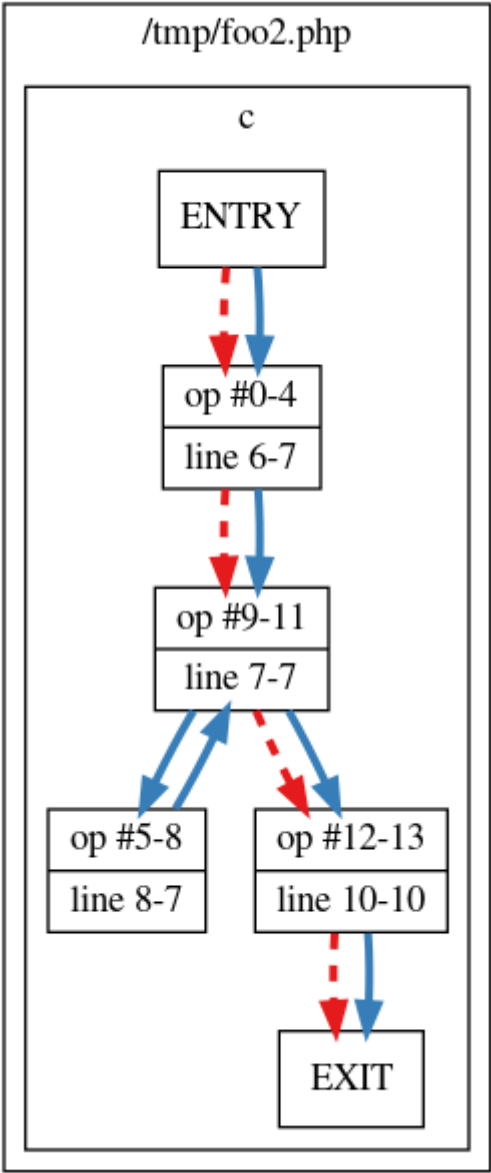 /tmp/foo2.php
c
ENTRY
op #0-4
line 6-7
op #9-11
line 7-7
op #5-8
line 8-7
op #12-13
line 10-10
EXIT